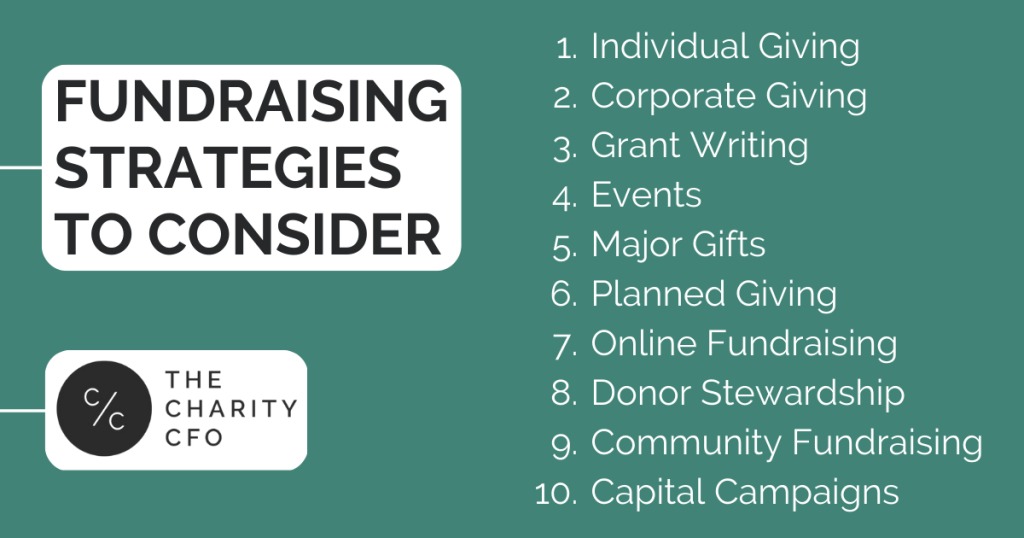 FUNDRAISING
STRATEGIES
TO CONSIDER
C/C
THE
CHARITY
CFO
1. Individual Giving
2. Corporate Giving
3. Grant Writing
4. Events
5. Major Gifts
6. Planned Giving
7. Online Fundraising
8. Donor Stewardship
9. Community Fundraising
10. Capital Campaigns